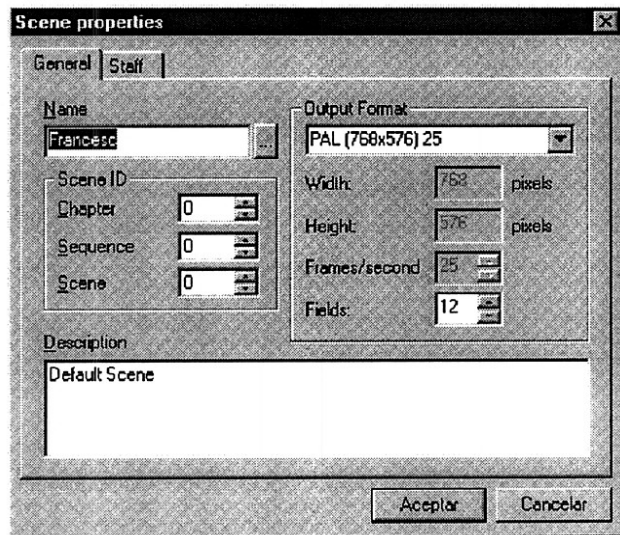 Scene properties
General Staff
Name
Francesc
...
Scene ID
Chapter 0
Sequence 0
Scene 0
Output Format
PAL (768x576) 25
Width: 768 pixels
Height: 576 pixels
Frames/second 25
Fields: 12
Description
Default Scene
Aceptar Cancelar